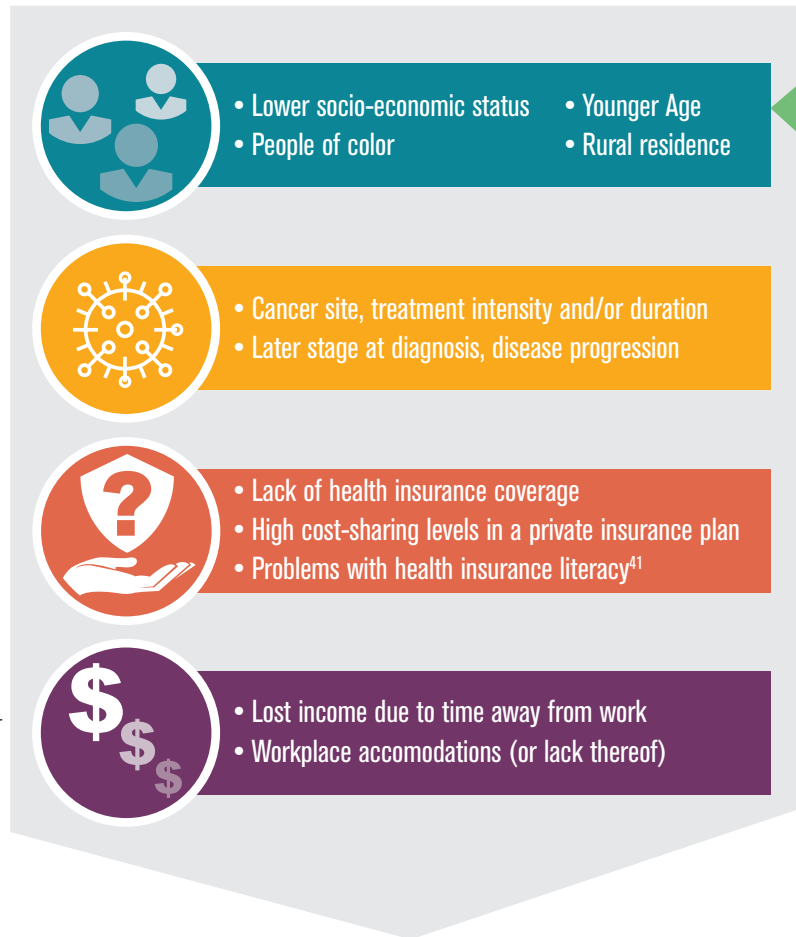 • Lower socio-economic status
• People of color
• Younger Age
• Rural residence
• Cancer site, treatment intensity and/or duration
• Later stage at diagnosis, disease progression
?
• Lack of health insurance coverage
• High cost-sharing levels in a private insurance plan
• Problems with health insurance literacy⁴¹
$
$
$
• Lost income due to time away from work
• Workplace accomodations (or lack thereof)